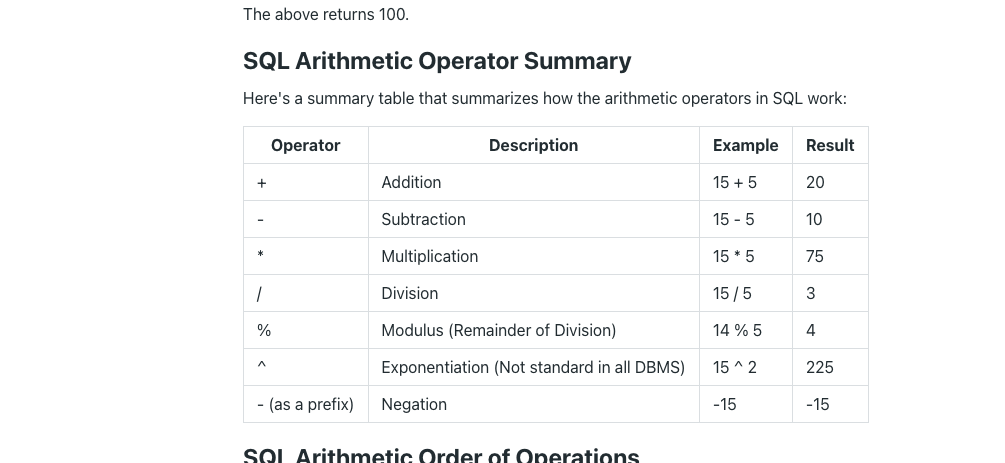 The above returns 100.
SQL Arithmetic Operator Summary
Here's a summary table that summarizes how the arithmetic operators in SQL work:
Operator Description Example Result
+ Addition 15 + 5 20
- Subtraction 15 - 5 10
* Multiplication 15 * 5 75
/ Division 15 / 5 3
% Modulus (Remainder of Division) 14 % 5 4
^ Exponentiation (Not standard in all DBMS) 15 ^ 2 225
- (as a prefix) Negation -15 -15
SQL Arithmetic Order of Operations